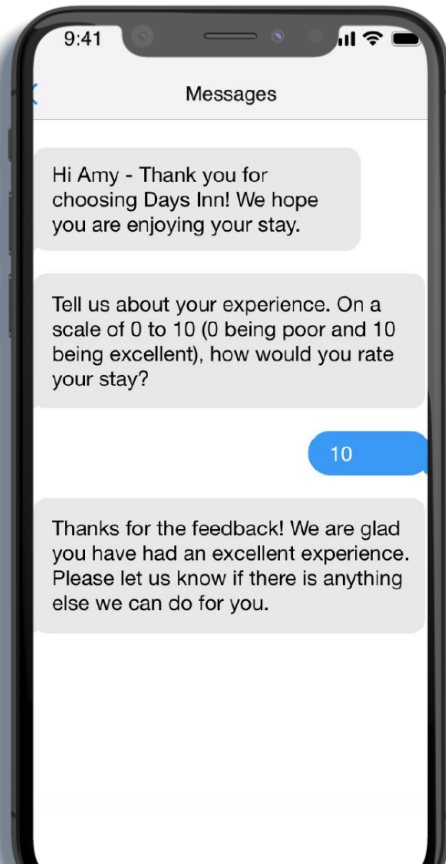 9:41
Messages
Hi Amy - Thank you for
choosing Days Inn! We hope
you are enjoying your stay.
Tell us about your experience. On a
scale of 0 to 10 (0 being poor and 10
being excellent), how would you rate
your stay?
10
Thanks for the feedback! We are glad
you have had an excellent experience.
Please let us know if there is anything
else we can do for you.